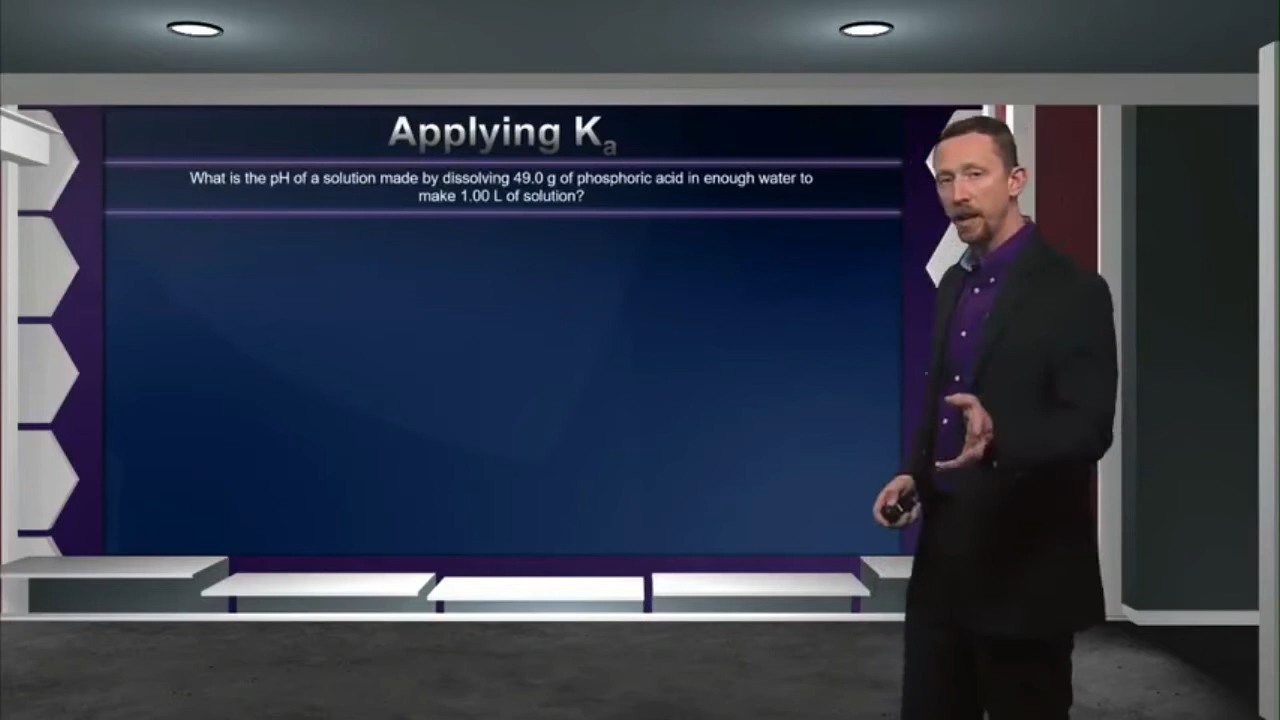 Applying Ka
What is the pH of a solution made by dissolving 49.0 g of phosphoric acid in enough water to
make 1.00 L of solution?